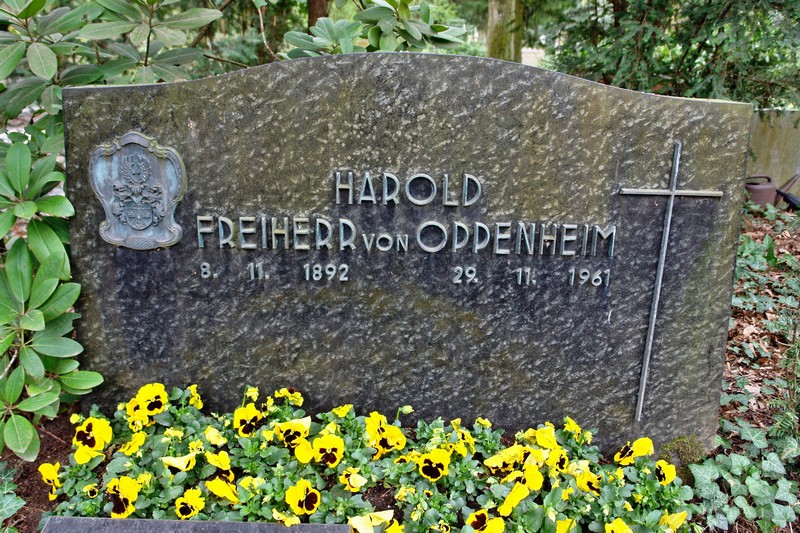 HAROLD
FREIHERR VON OPPENHEIM
8. 11. 1892 29. 11. 1961